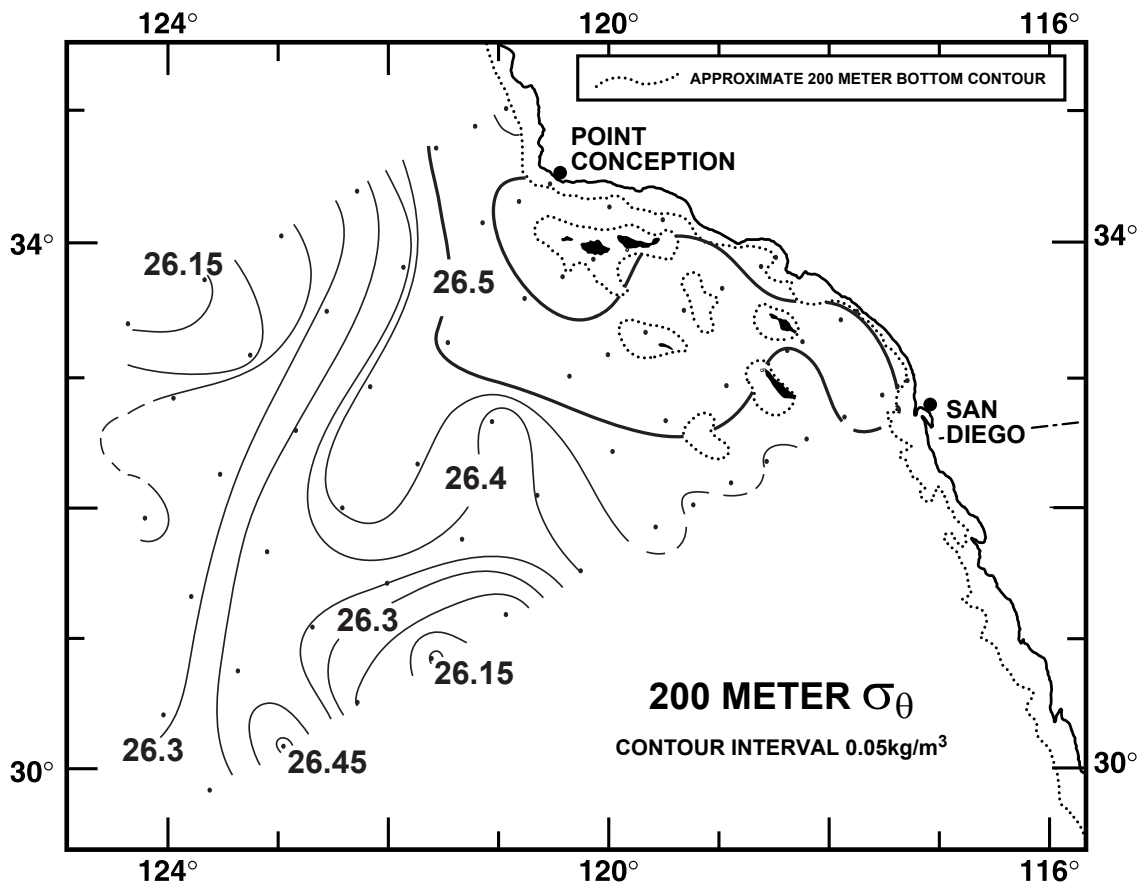 124° 120° 116°
APPROXIMATE 200 METER BOTTOM CONTOUR
POINT
CONCEPTION
34° 34°
26.15
26.5
SAN
DIEGO
26.4
26.3
26.15
200 METER σθ
CONTOUR INTERVAL 0.05kg/m³
26.3
26.45
30° 30°
124° 120° 116°